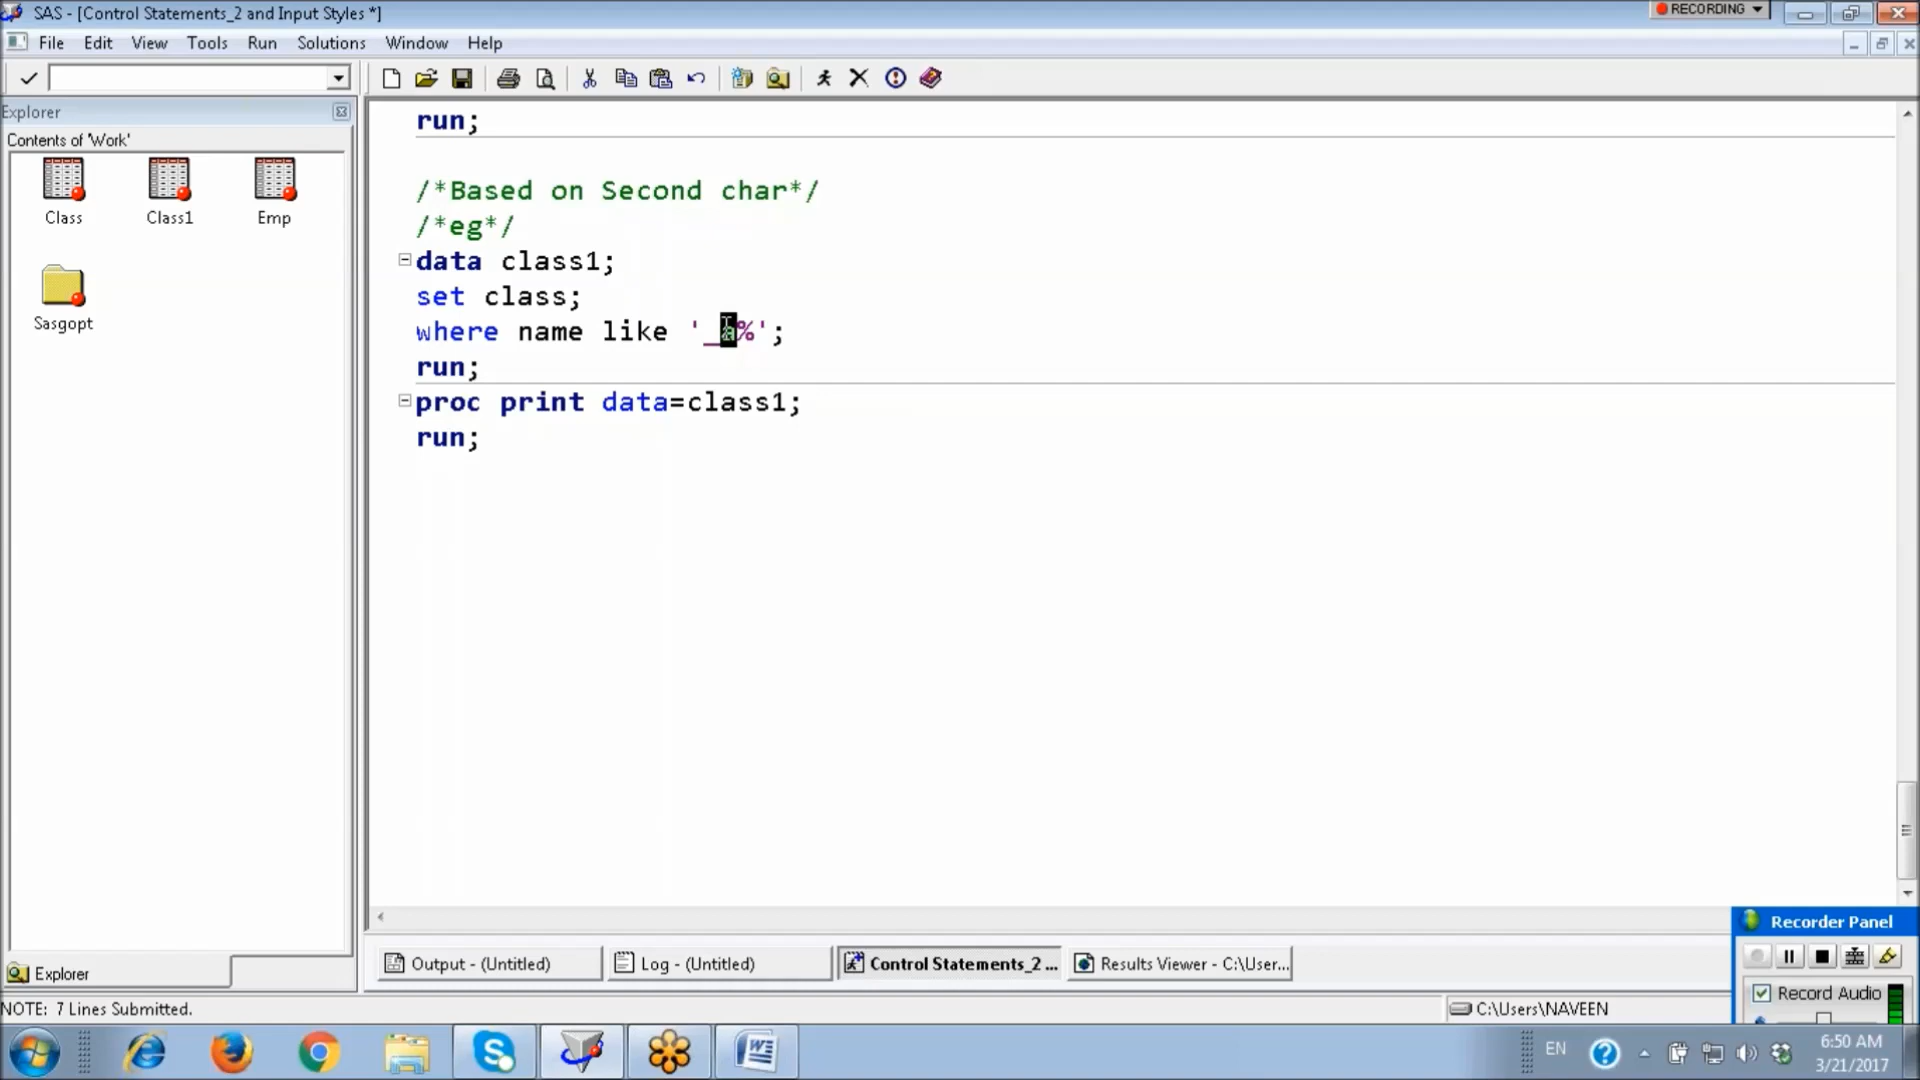 SAS - [Control Statements_2 and Input Styles *]
RECORDING
File Edit View Tools Run Solutions Window Help
Explorer
Contents of 'Work'
Class Class1 Emp
Sasgopt
run;
/*Based on Second char*/
/*eg*/
data class1;
set class;
where name like '_a%';
run;
proc print data=class1;
run;
Recorder Panel
Record Audio
Explorer
Output - (Untitled) Log - (Untitled) Control Statements_2 ... Results Viewer - C:\User...
NOTE: 7 Lines Submitted.
C:\Users\NAVEEN
EN
6:50 AM
3/21/2017